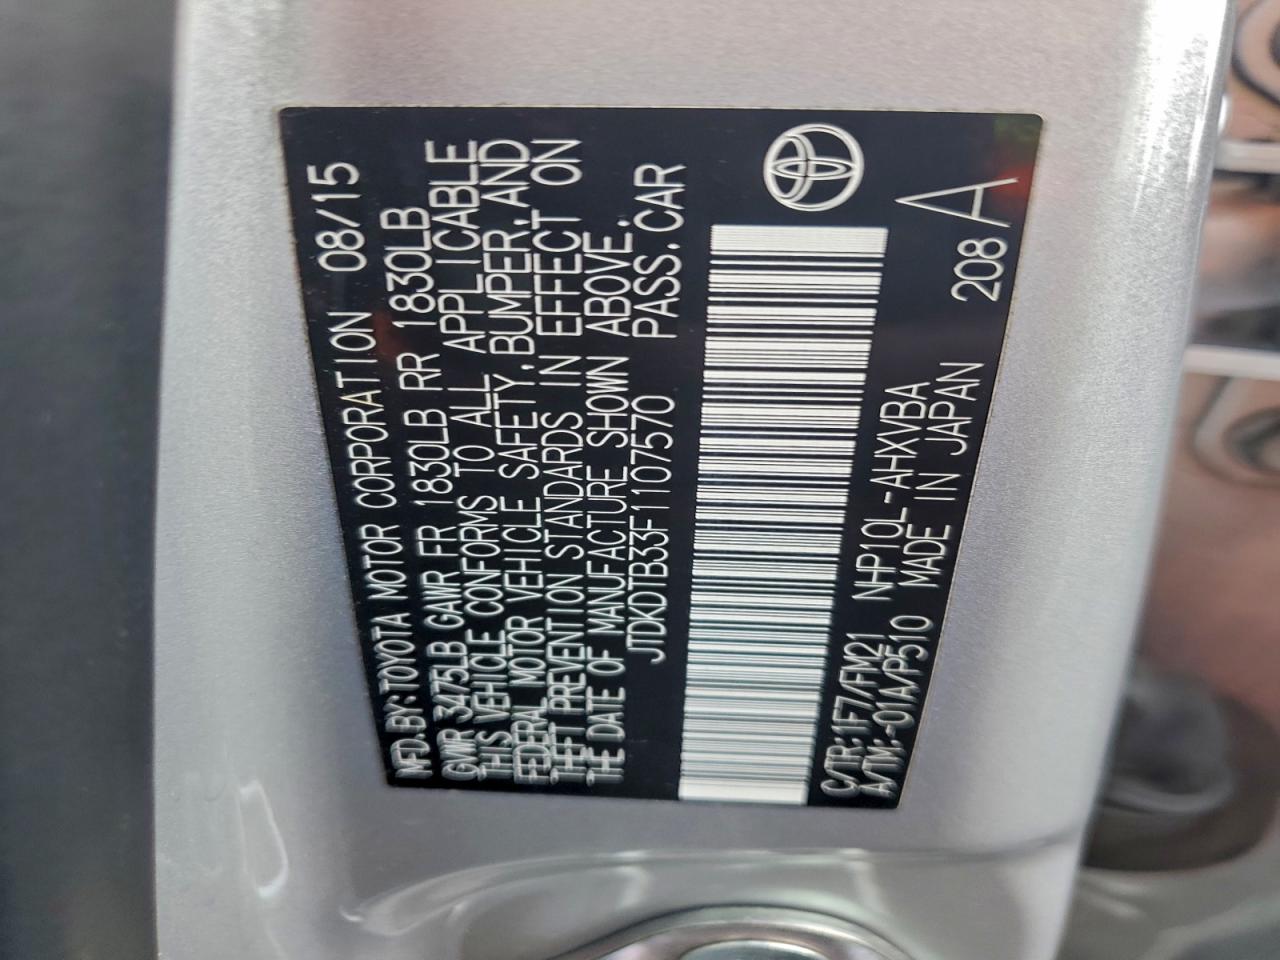 MFD.BY:TOYOTA MOTOR CORPORATION 08/15
GVWR 3475LB GAWR FR 1830LB RR 1830LB
THIS VEHICLE CONFORMS TO ALL APPLICABLE
FEDERAL MOTOR VEHICLE SAFETY,BUMPER,AND
THEFT PREVENTION STANDARDS IN EFFECT ON
THE DATE OF MANUFACTURE SHOWN ABOVE.
JTDKDTB33F1107570 PASS.CAR
C/TR:1F7/FM21 NHP10L-AHXVBA 208
A/TM:-01A/P510 MADE IN JAPAN A